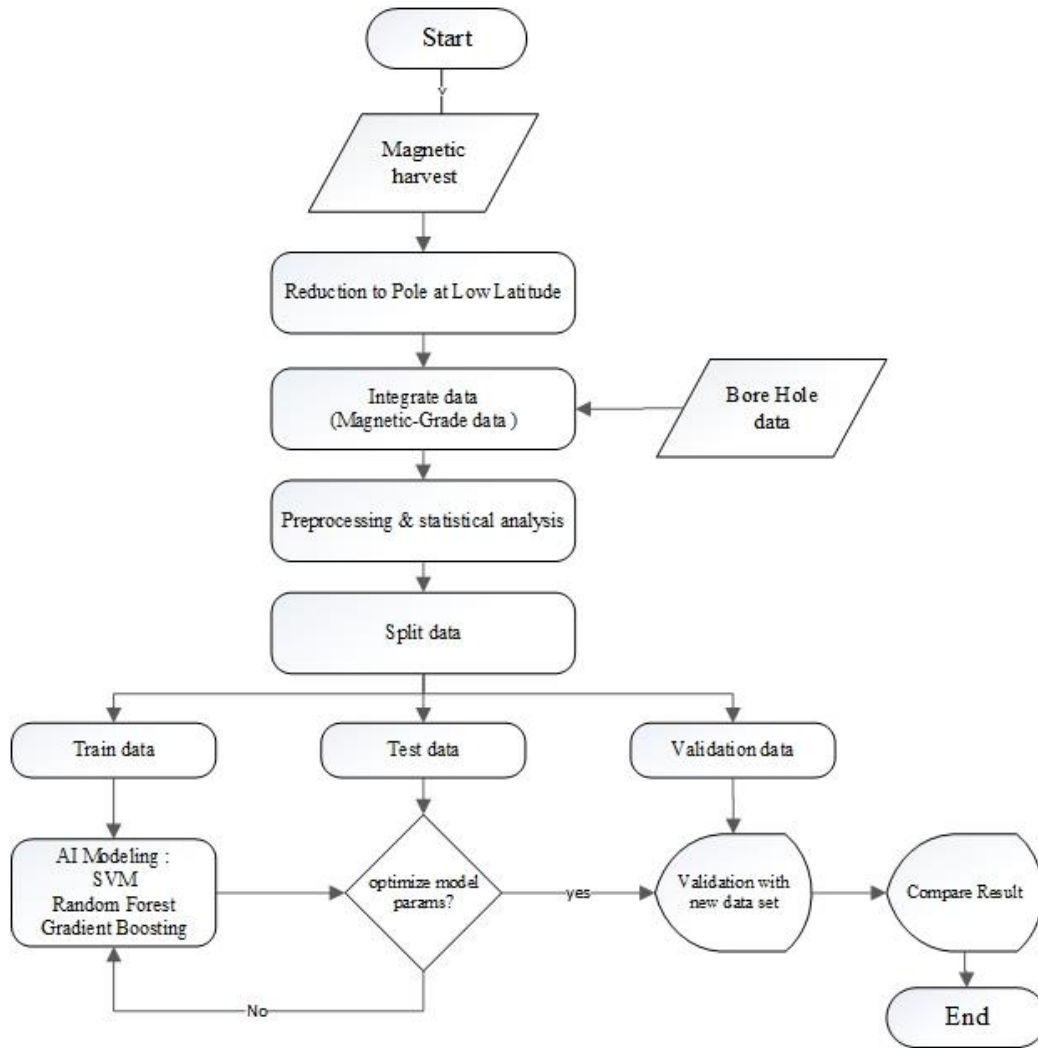 Start
v
Magnetic
harvest
Reduction to Pole at Low Latitude
Integrate data
(Magnetic-Grade data )
Bore Hole
data
Preprocessing & statistical analysis
Split data
Train data
Test data
Validation data
AI Modeling :
SVM
Random Forest
Gradient Boosting
optimize model
params?
yes
Validation with
new data set
Compare Result
No
End